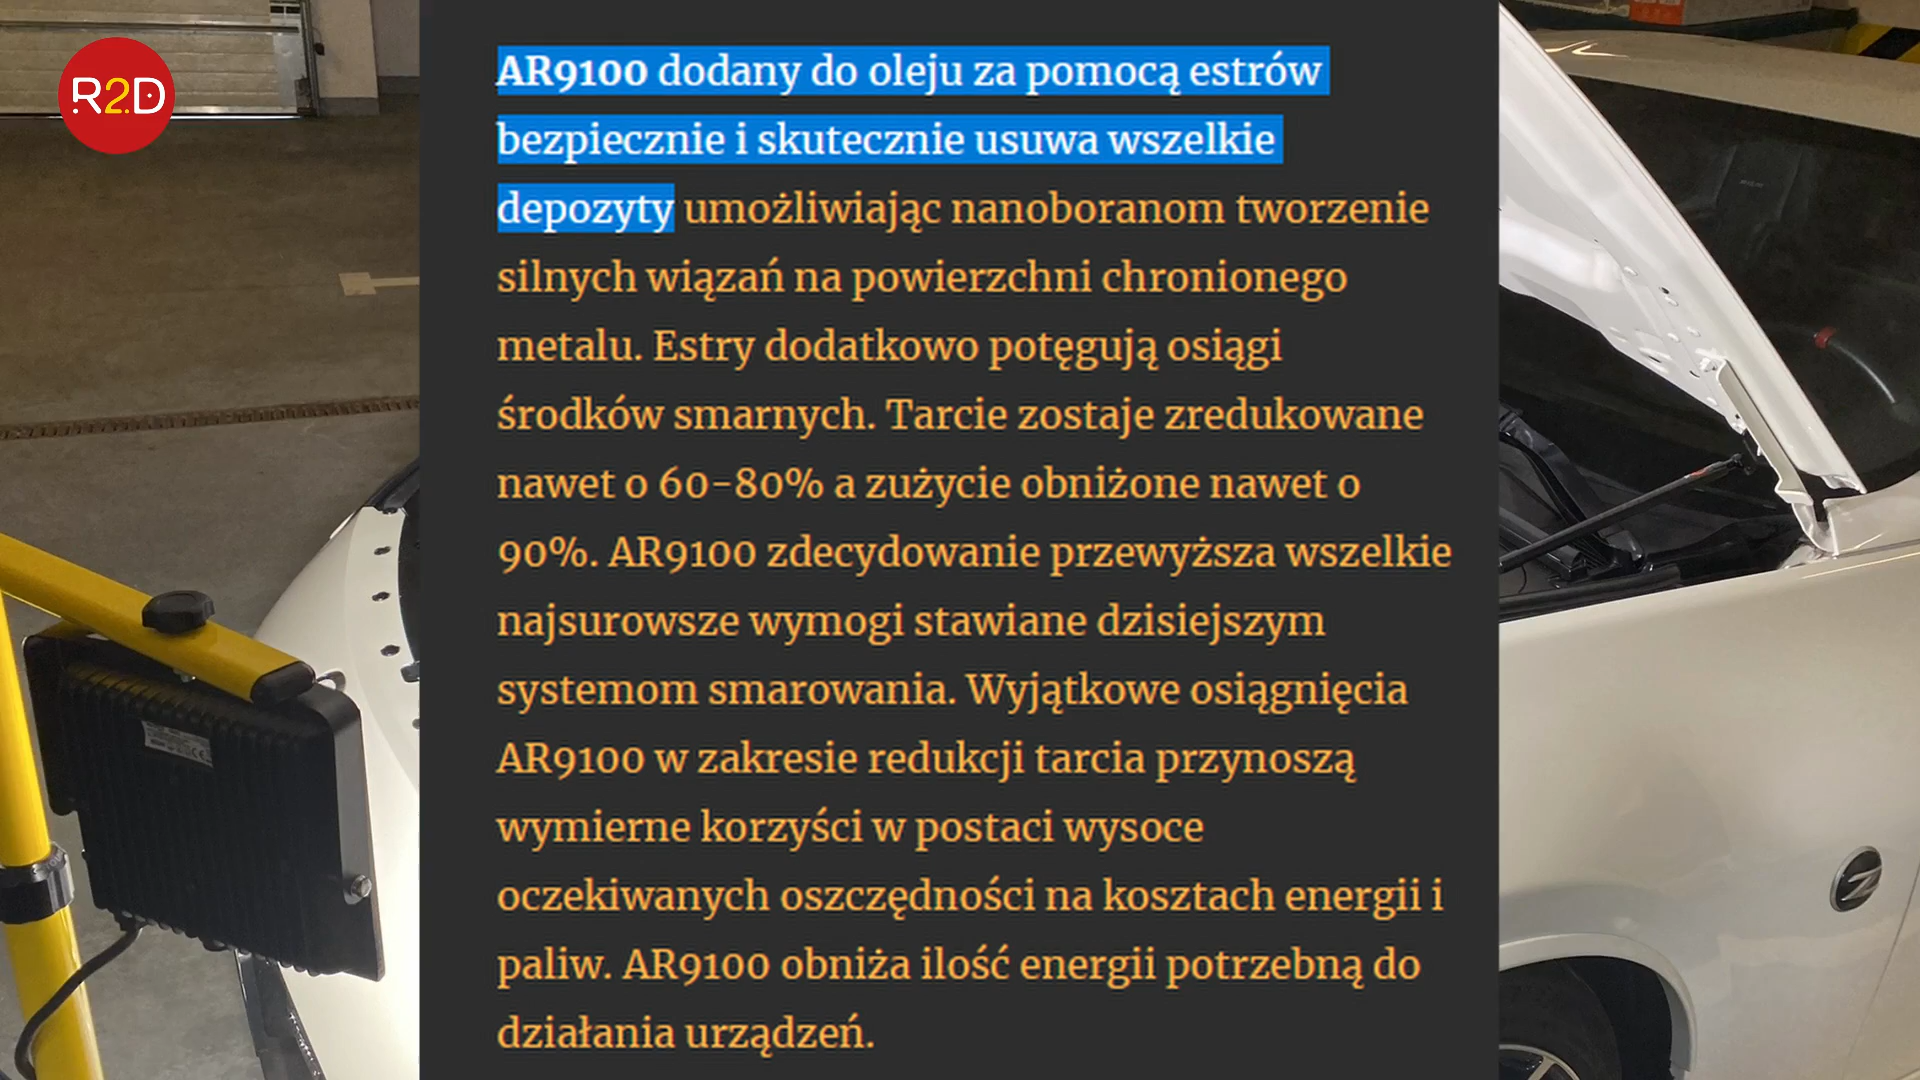 R2D
AR9100 dodany do oleju za pomocą estrów
bezpiecznie i skutecznie usuwa wszelkie
depozyty umożliwiając nanoboranom tworzenie
silnych wiązań na powierzchni chronionego
metalu. Estry dodatkowo potęgują osiągi
środków smarnych. Tarcie zostaje zredukowane
nawet o 60-80% a zużycie obniżone nawet o
90%. AR9100 zdecydowanie przewyższa wszelkie
najsurowsze wymogi stawiane dzisiejszym
systemom smarowania. Wyjątkowe osiągnięcia
AR9100 w zakresie redukcji tarcia przynoszą
wymierne korzyści w postaci wysoce
oczekiwanych oszczędności na kosztach energii i
paliw. AR9100 obniża ilość energii potrzebną do
działania urządzeń.